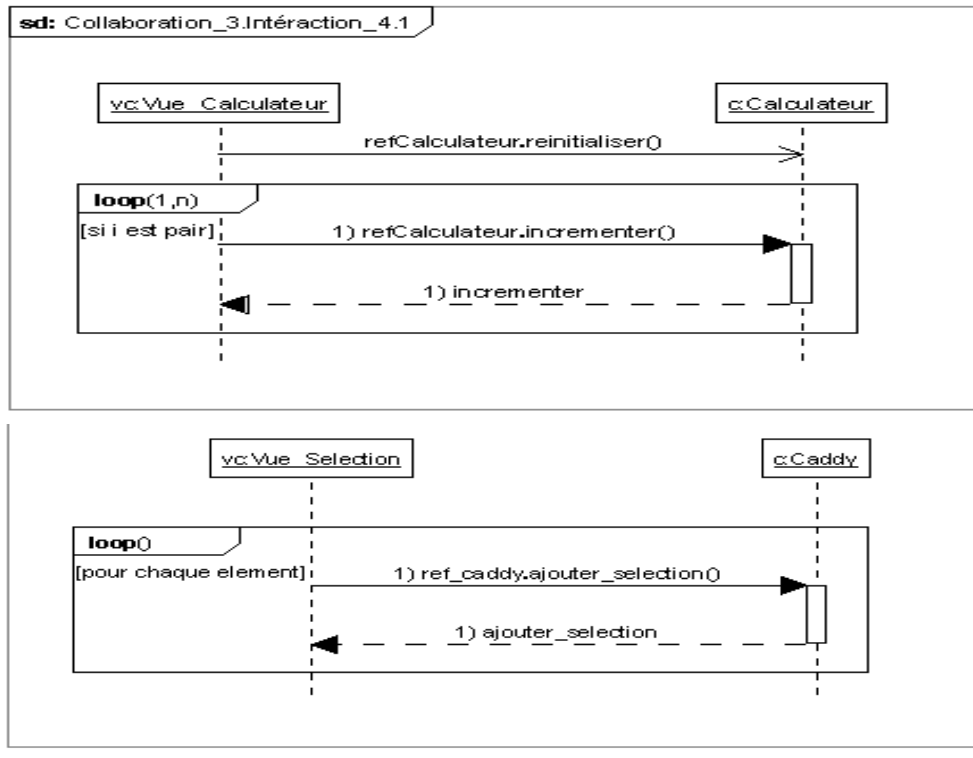 sd: Collaboration_3.Intéraction_4.1
vc:Vue_Calculateur
c:Calculateur
refCalculateur.reinitialiser()
loop(1,n)
[si i est pair]
1) refCalculateur.incrementer()
1) incrementer
vc:Vue_Selection
c:Caddy
loop()
[pour chaque element]
1) ref_caddy.ajouter_selection()
1) ajouter_selection